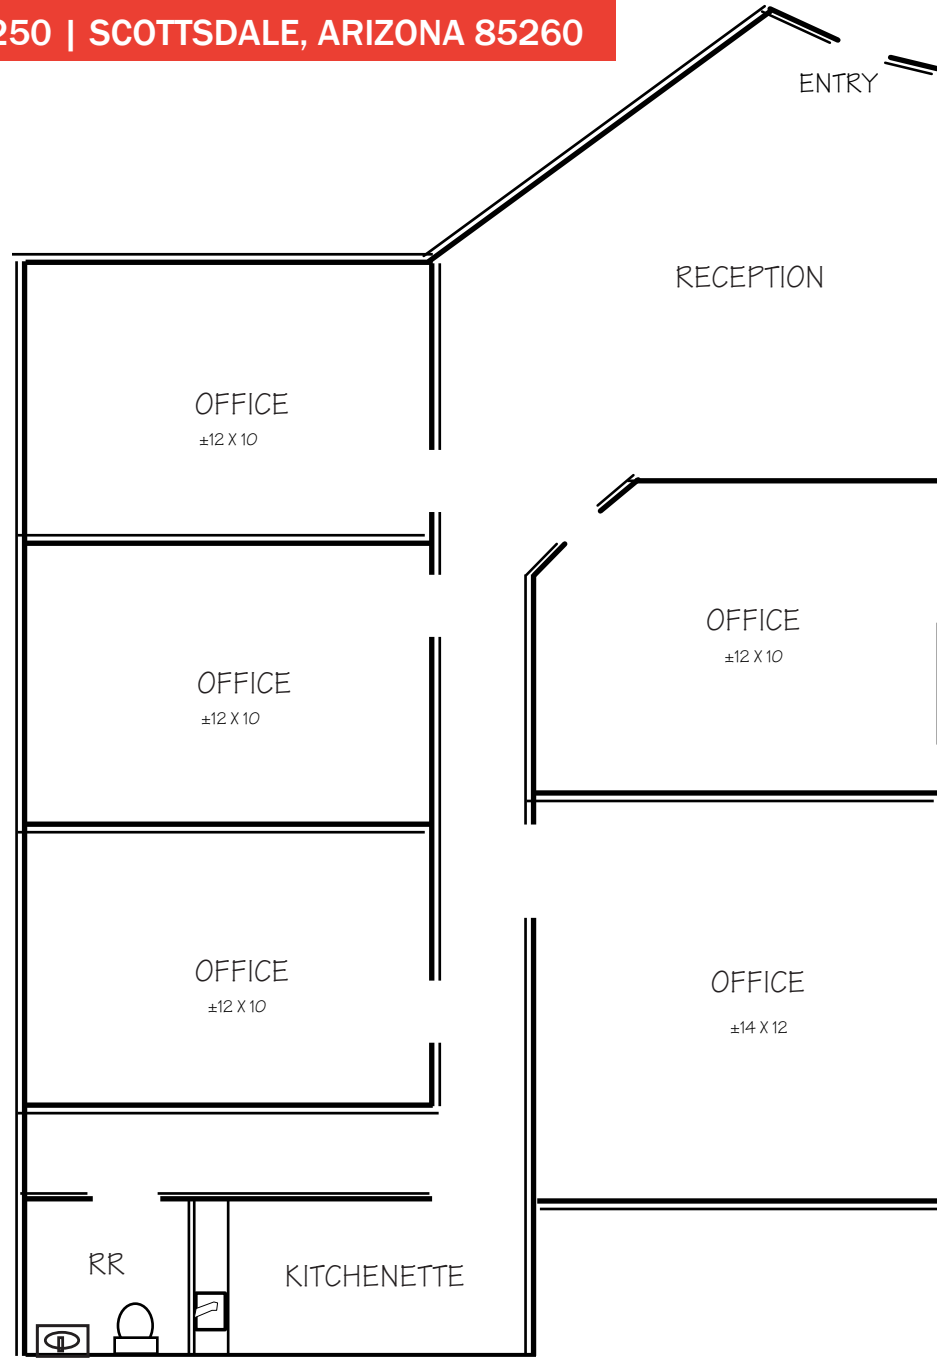 250 | SCOTTSDALE, ARIZONA 85260
ENTRY
RECEPTION
OFFICE
±12 X 10
OFFICE
±12 X 10
OFFICE
±12 X 10
OFFICE
±12 X 10
OFFICE
±14 X 12
RR
KITCHENETTE